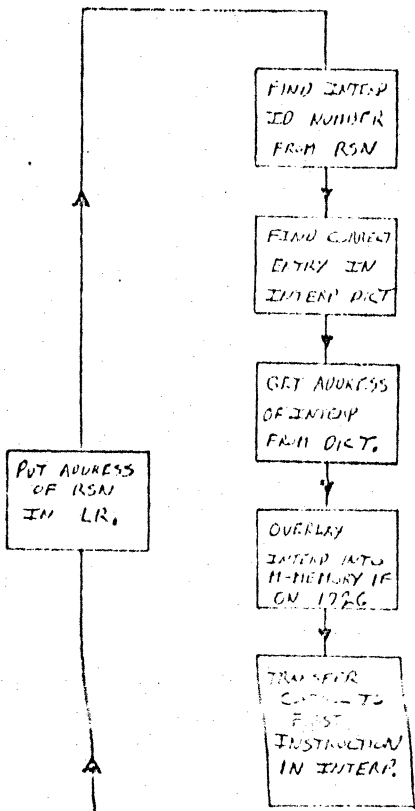 FIND INTERP
ID NUMBER
FROM RSN
FIND CORRECT
ENTRY IN
INTERP DICT
GET ADDRESS
OF INTERP
FROM DICT.
PUT ADDRESS
OF RSN
IN LR.
OVERLAY
INTERP INTO
M-MEMORY IF
ON 1726
TRANSFER
TO
FIRST
INSTRUCTION
IN INTERP.